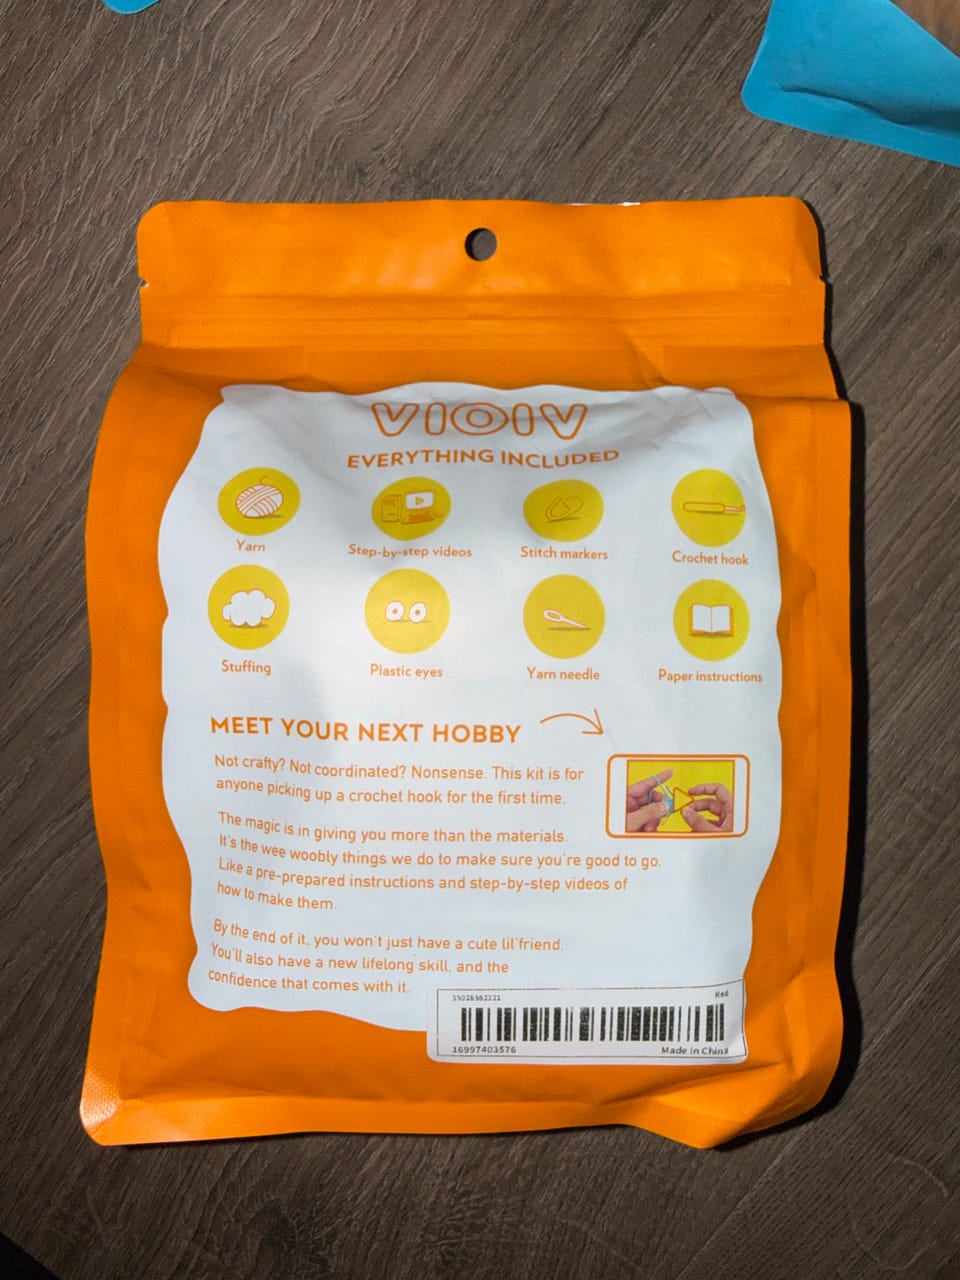 VIOIV
EVERYTHING INCLUDED
Yarn
Step-by-step videos
Stitch markers
Crochet hook
Stuffing
Plastic eyes
Yarn needle
Paper instructions
MEET YOUR NEXT HOBBY
Not crafty? Not coordinated? Nonsense. This kit is for
anyone picking up a crochet hook for the first time.
The magic is in giving you more than the materials.
It's the wee woobly things we do to make sure you're good to go.
Like a pre-prepared instructions and step-by-step videos of
how to make them.
By the end of it, you won't just have a cute lil'friend.
You'll also have a new lifelong skill, and the
confidence that comes with it.
Red
16997403576
Made in China